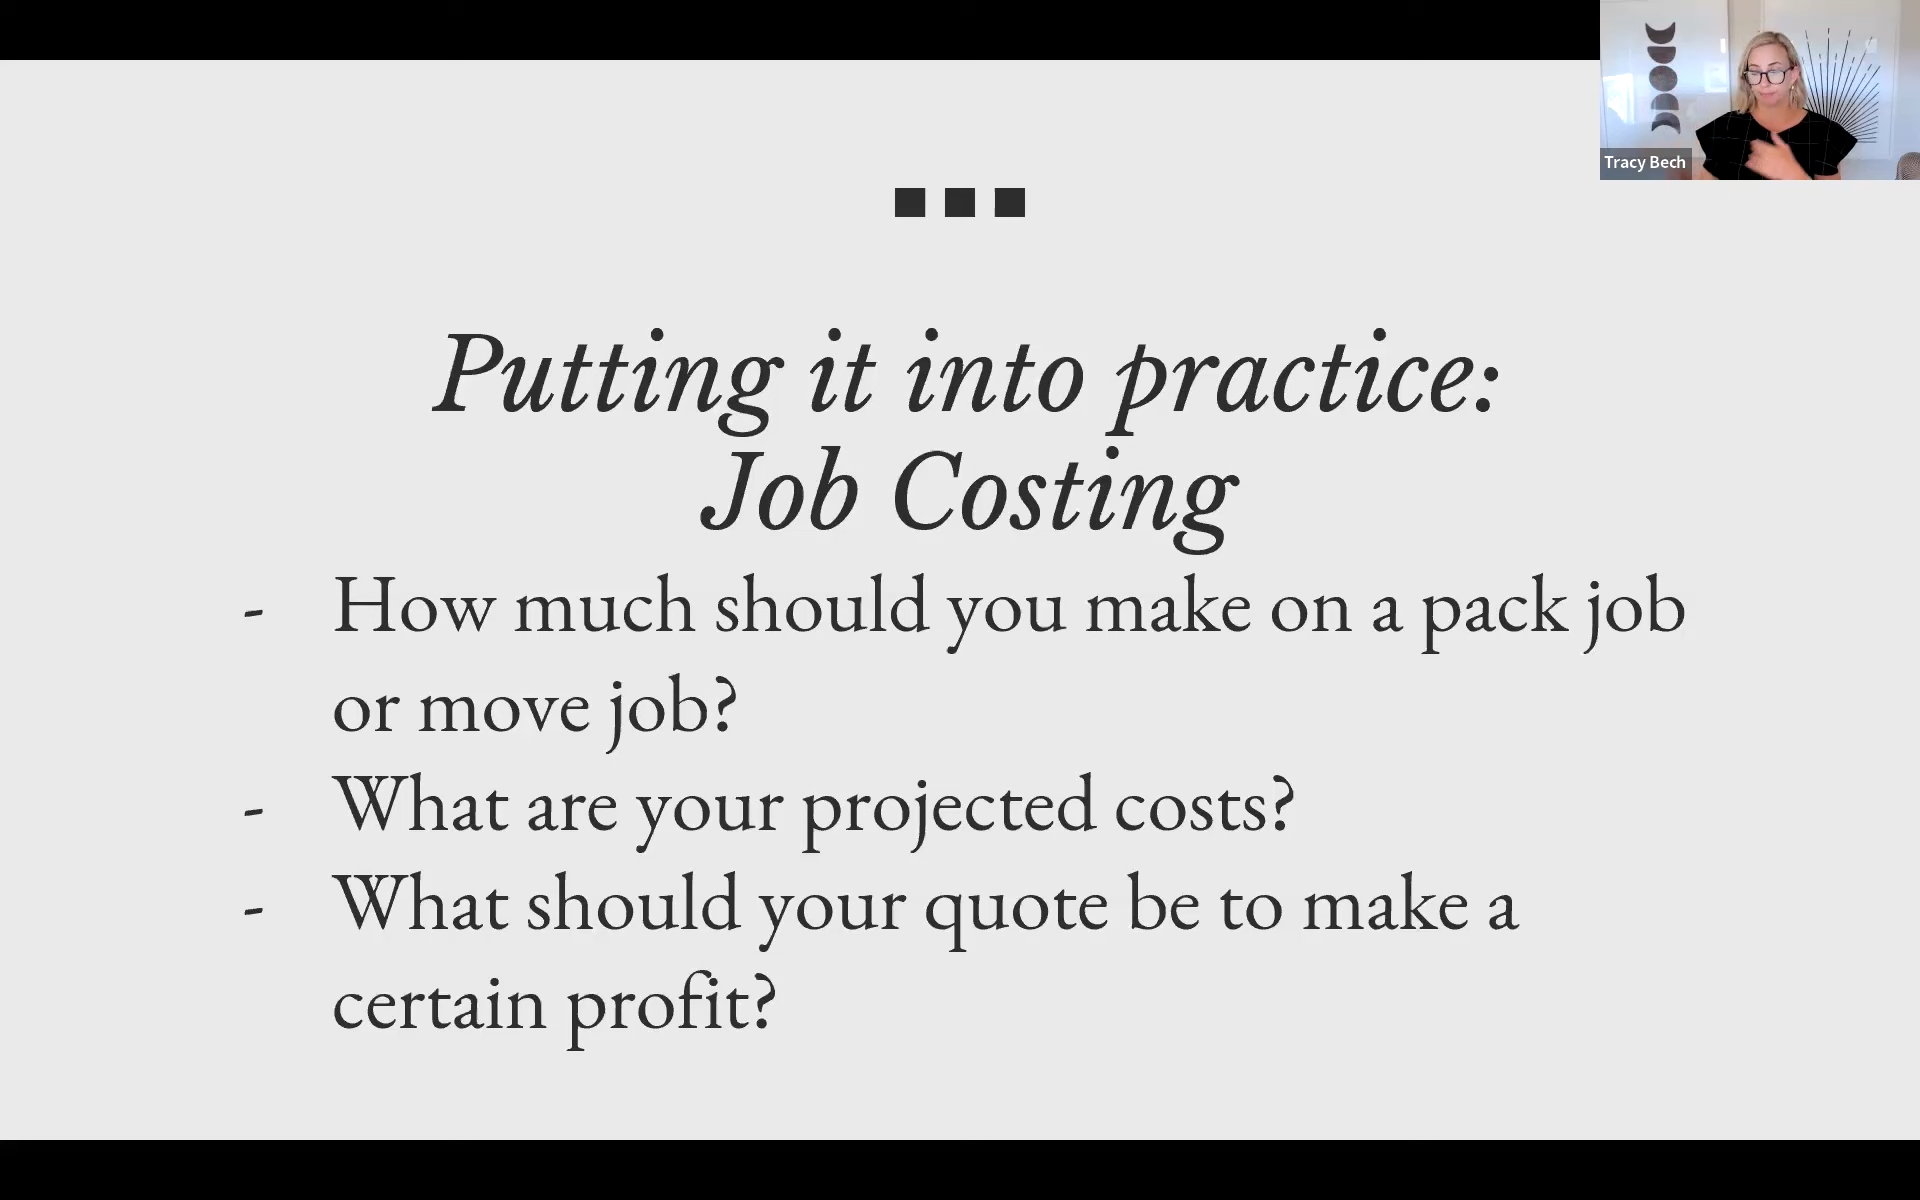 Tracy Bech
Putting it into practice:
Job Costing
- How much should you make on a pack job
or move job?
- What are your projected costs?
- What should your quote be to make a
certain profit?